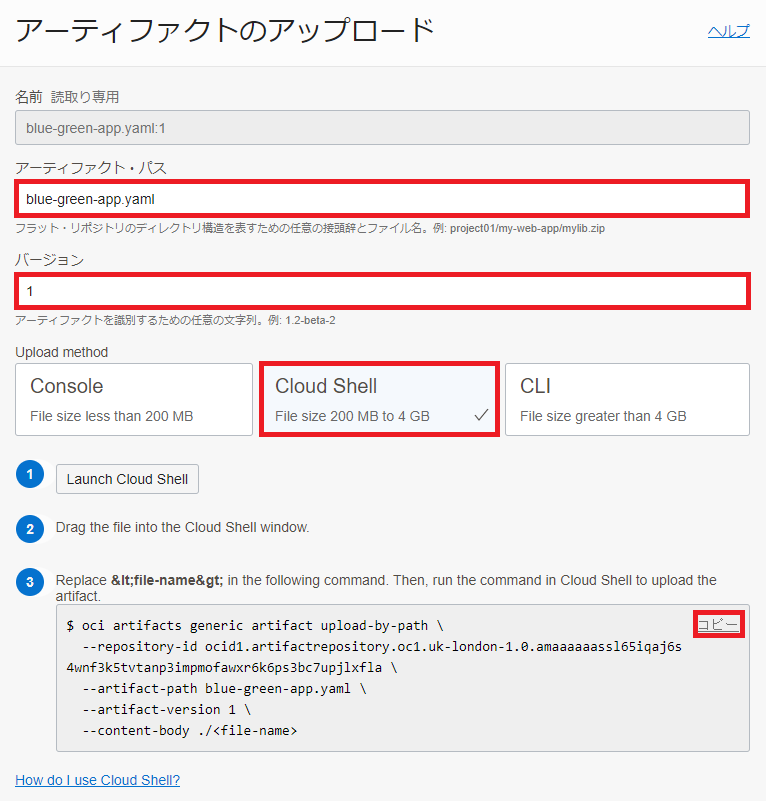 アーティファクトのアップロード
ヘルプ
名前 読取り専用
blue-green-app.yaml:1
アーティファクト・パス
blue-green-app.yaml
フラット・リポジトリのディレクトリ構造を表すための任意の接頭辞とファイル名。例: project01/my-web-app/mylib.zip
バージョン
1
アーティファクトを識別するための任意の文字列。例: 1.2-beta-2
Upload method
Console
File size less than 200 MB
Cloud Shell
File size 200 MB to 4 GB
CLI
File size greater than 4 GB
1 Launch Cloud Shell
2 Drag the file into the Cloud Shell window.
3 Replace &lt;file-name&gt; in the following command. Then, run the command in Cloud Shell to upload the
artifact.
コピー
$ oci artifacts generic artifact upload-by-path \
--repository-id ocid1.artifactrepository.oc1.uk-london-1.0.amaaaaaassl65iqaj6s
4wnf3k5tvtanp3impmofawxr6k6ps3bc7upjlxfla \
--artifact-path blue-green-app.yaml \
--artifact-version 1 \
--content-body ./<file-name>
How do I use Cloud Shell?